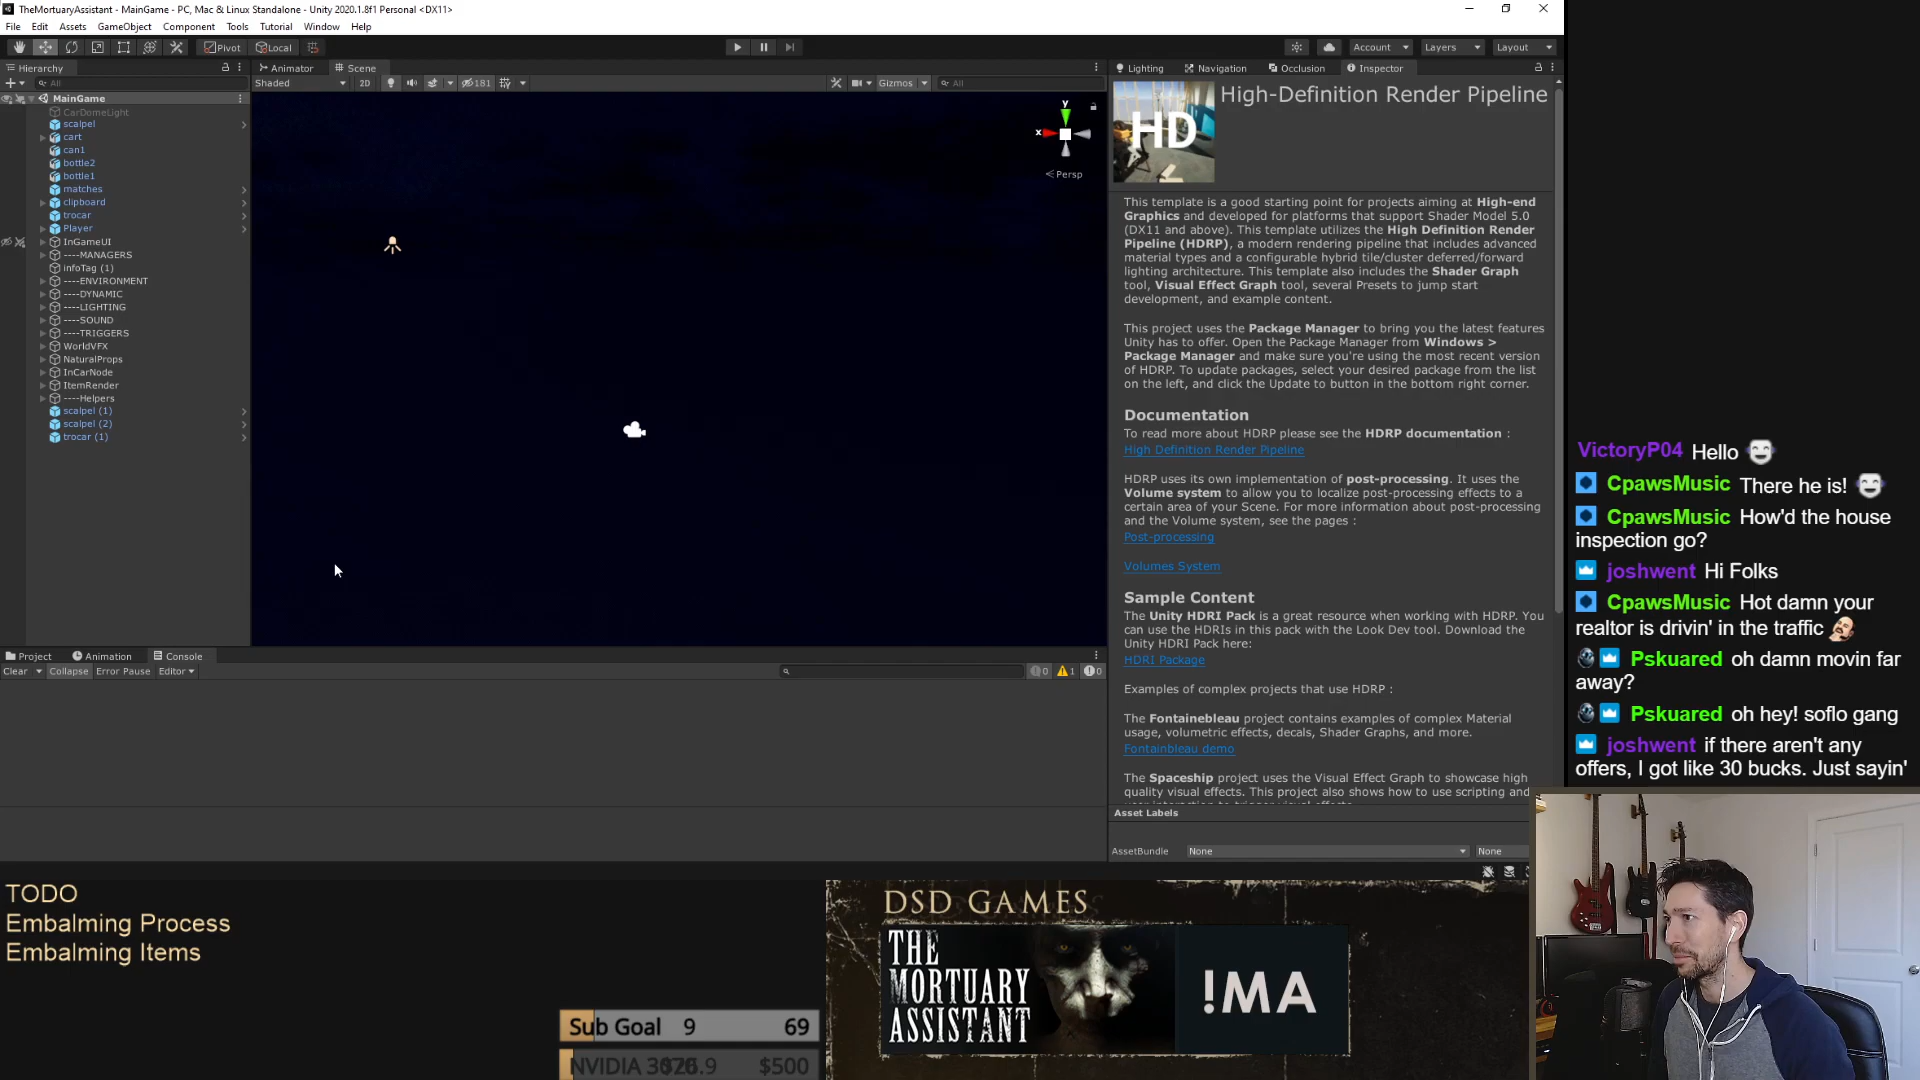 TheMortuaryAssistant - MainGame - PC, Mac & Linux Standalone - Unity 2020.1.8f1 Personal <DX11>
File Edit Assets GameObject Component Tools Tutorial Window Help
Pivot Local Account Layers Layout
Hierarchy
All
MainGame
CarDomeLight
scalpel
cart
can1
bottle2
bottle1
matches
clipboard
trocar
Player
InGameUI
----MANAGERS
infoTag (1)
----ENVIRONMENT
----DYNAMIC
----LIGHTING
----SOUND
----TRIGGERS
WorldVFX
NaturalProps
InCarNode
ItemRender
----Helpers
scalpel (1)
scalpel (2)
trocar (1)
Animator Scene
Shaded 2D 181 Gizmos All
y
x
Persp
Project Animation Console
Clear Collapse Error Pause Editor 0 1 0
Lighting Navigation Occlusion Inspector
HD
High-Definition Render Pipeline
This template is a good starting point for projects aiming at High-end
Graphics and developed for platforms that support Shader Model 5.0
(DX11 and above). This template utilizes the High Definition Render
Pipeline (HDRP), a modern rendering pipeline that includes advanced
material types and a configurable hybrid tile/cluster deferred/forward
lighting architecture. This template also includes the Shader Graph
tool, Visual Effect Graph tool, several Presets to jump start
development, and example content.
This project uses the Package Manager to bring you the latest features
Unity has to offer. Open the Package Manager from Windows >
Package Manager and make sure you're using the most recent version
of HDRP. To update packages, select your desired package from the list
on the left, and click the Update to button in the bottom right corner.
Documentation
To read more about HDRP please see the HDRP documentation :
High Definition Render Pipeline
HDRP uses its own implementation of post-processing. It uses the
Volume system to allow you to localize post-processing effects to a
certain area of your Scene. For more information about post-processing
and the Volume system, see the pages :
Post-processing
Volumes System
Sample Content
The Unity HDRI Pack is a great resource when working with HDRP. You
can use the HDRIs in this pack with the Look Dev tool. Download the
Unity HDRI Pack here:
HDRI Package
Examples of complex projects that use HDRP :
The Fontainebleau project contains examples of complex Material
usage, volumetric effects, decals, Shader Graphs, and more.
Fontainbleau demo
The Spaceship project uses the Visual Effect Graph to showcase high
quality visual effects. This project also shows how to use scripting and
Asset Labels
AssetBundle None None
VictoryP04 Hello
CpawsMusic There he is!
CpawsMusic How'd the house
inspection go?
joshwent Hi Folks
CpawsMusic Hot damn your
realtor is drivin' in the traffic
Pskuared oh damn movin far
away?
Pskuared oh hey! soflo gang
joshwent if there aren't any
offers, I got like 30 bucks. Just sayin'
TODO
Embalming Process
Embalming Items
Sub Goal 9 69
NVIDIA $500
DSD GAMES
THE
MORTUARY
ASSISTANT
!MA